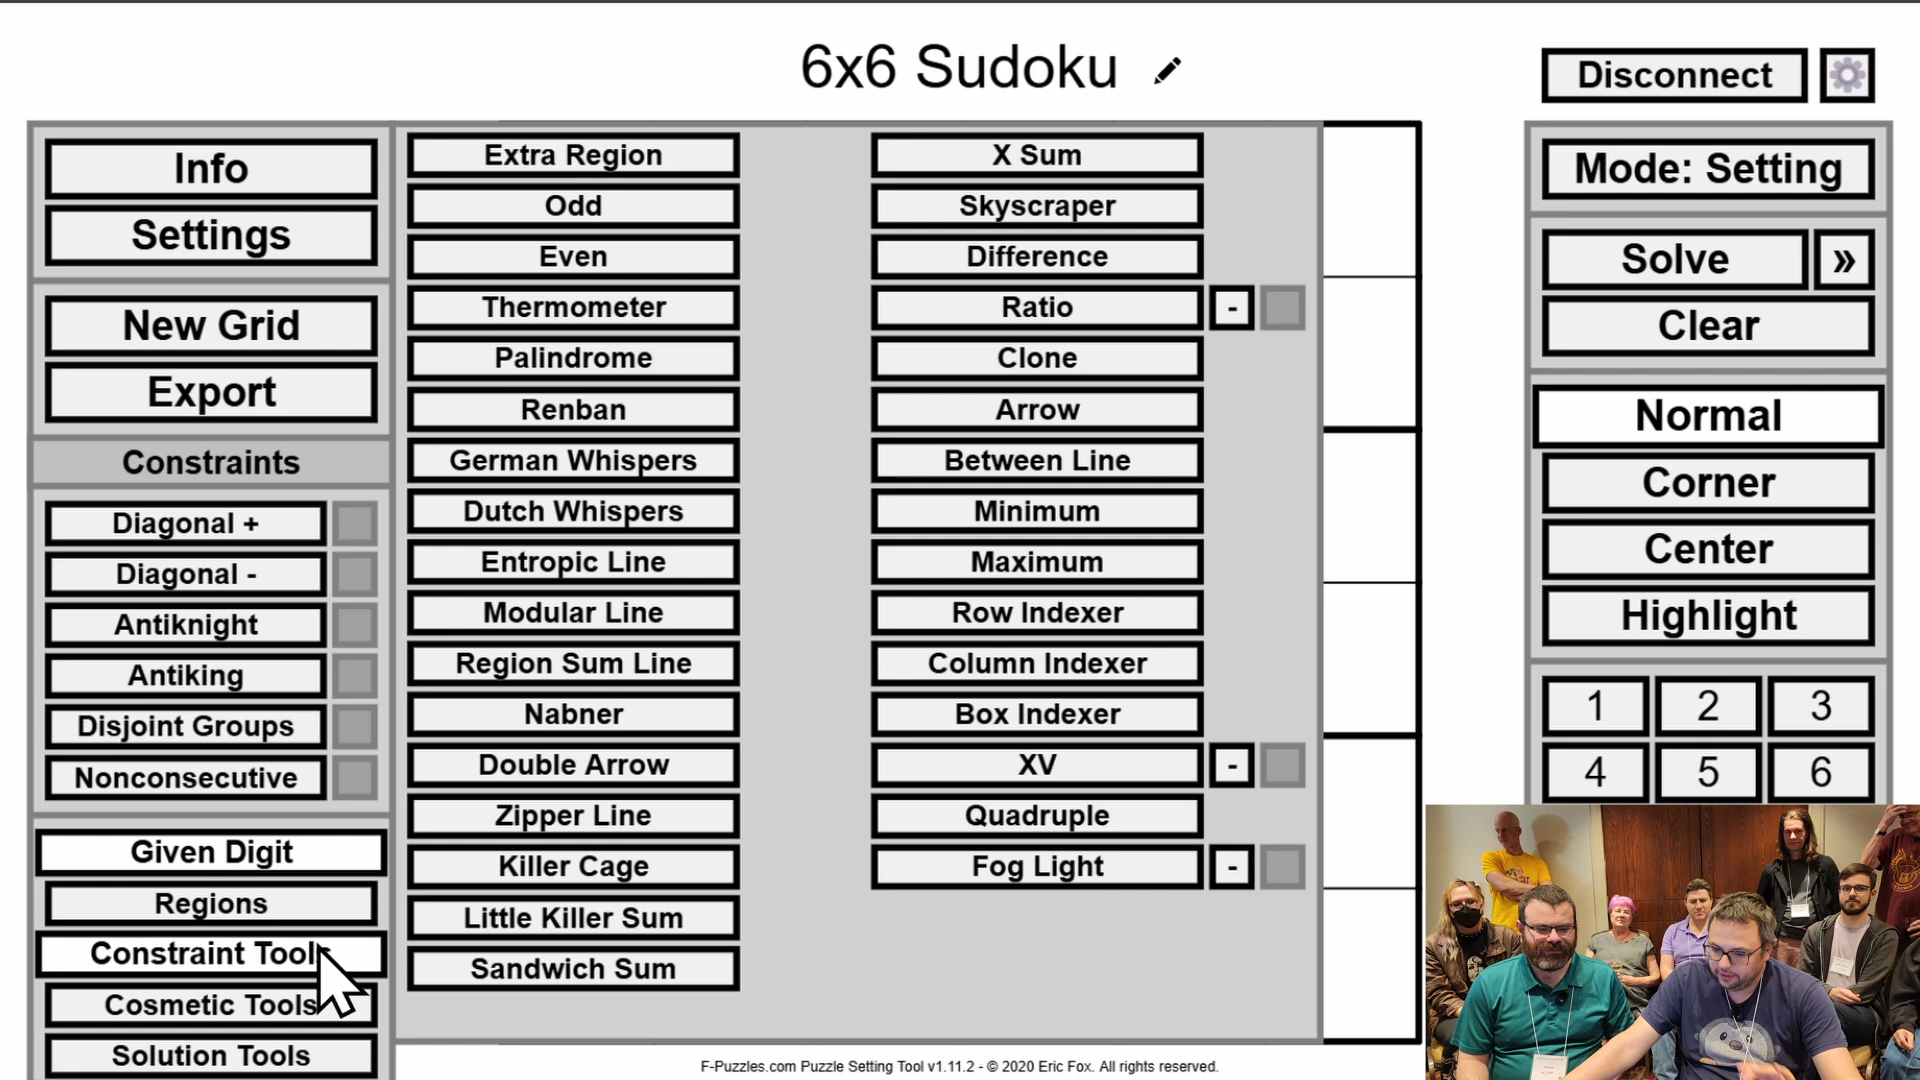 6x6 Sudoku
Disconnect
Info
Settings
New Grid
Export
Constraints
Diagonal +
Diagonal -
Antiknight
Antiking
Disjoint Groups
Nonconsecutive
Given Digit
Regions
Constraint Tools
Cosmetic Tools
Solution Tools
Extra Region
Odd
Even
Thermometer
Palindrome
Renban
German Whispers
Dutch Whispers
Entropic Line
Modular Line
Region Sum Line
Nabner
Double Arrow
Zipper Line
Killer Cage
Little Killer Sum
Sandwich Sum
X Sum
Skyscraper
Difference
Ratio -
Clone
Arrow
Between Line
Minimum
Maximum
Row Indexer
Column Indexer
Box Indexer
XV -
Quadruple
Fog Light -
Mode: Setting
Solve »
Clear
Normal
Corner
Center
Highlight
1 2 3
4 5 6
F-Puzzles.com Puzzle Setting Tool v1.11.2 - © 2020 Eric Fox. All rights reserved.